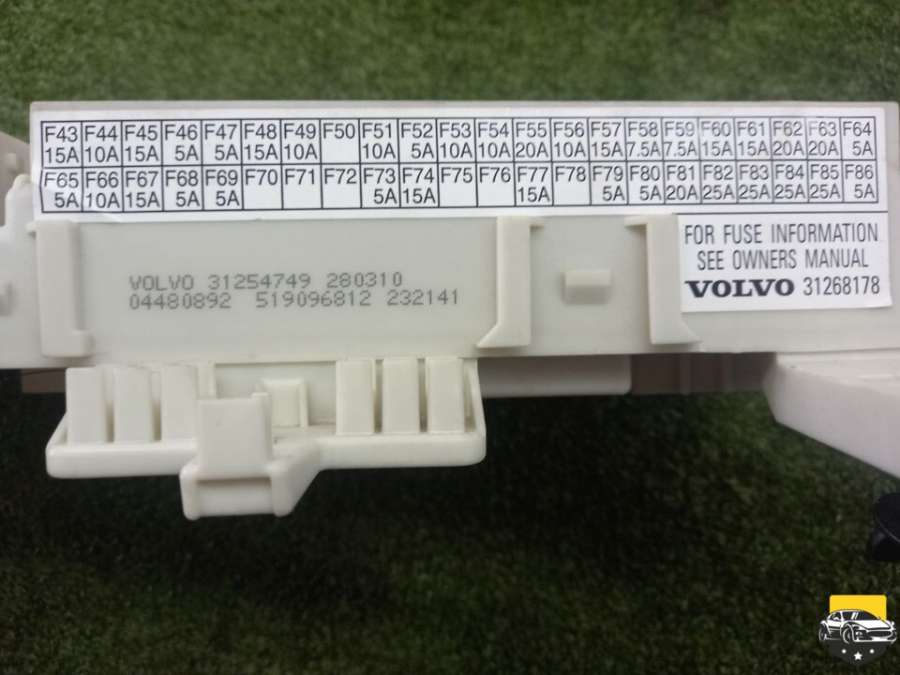 F43 F44 F45 F46 F47 F48 F49 F50 F51 F52 F53 F54 F55 F56 F57 F58 F59 F60 F61 F62 F63 F64
15A 10A 15A 5A 5A 15A 10A 10A 5A 10A 10A 20A 10A 15A 7.5A 7.5A 15A 15A 20A 20A 5A
F65 F66 F67 F68 F69 F70 F71 F72 F73 F74 F75 F76 F77 F78 F79 F80 F81 F82 F83 F84 F85 F86
5A 10A 15A 5A 5A 5A 15A 15A 5A 5A 20A 25A 25A 25A 25A 5A
FOR FUSE INFORMATION
SEE OWNERS MANUAL
VOLVO 31268178
VOLVO 31254749 280310
04480892 519096812 232141